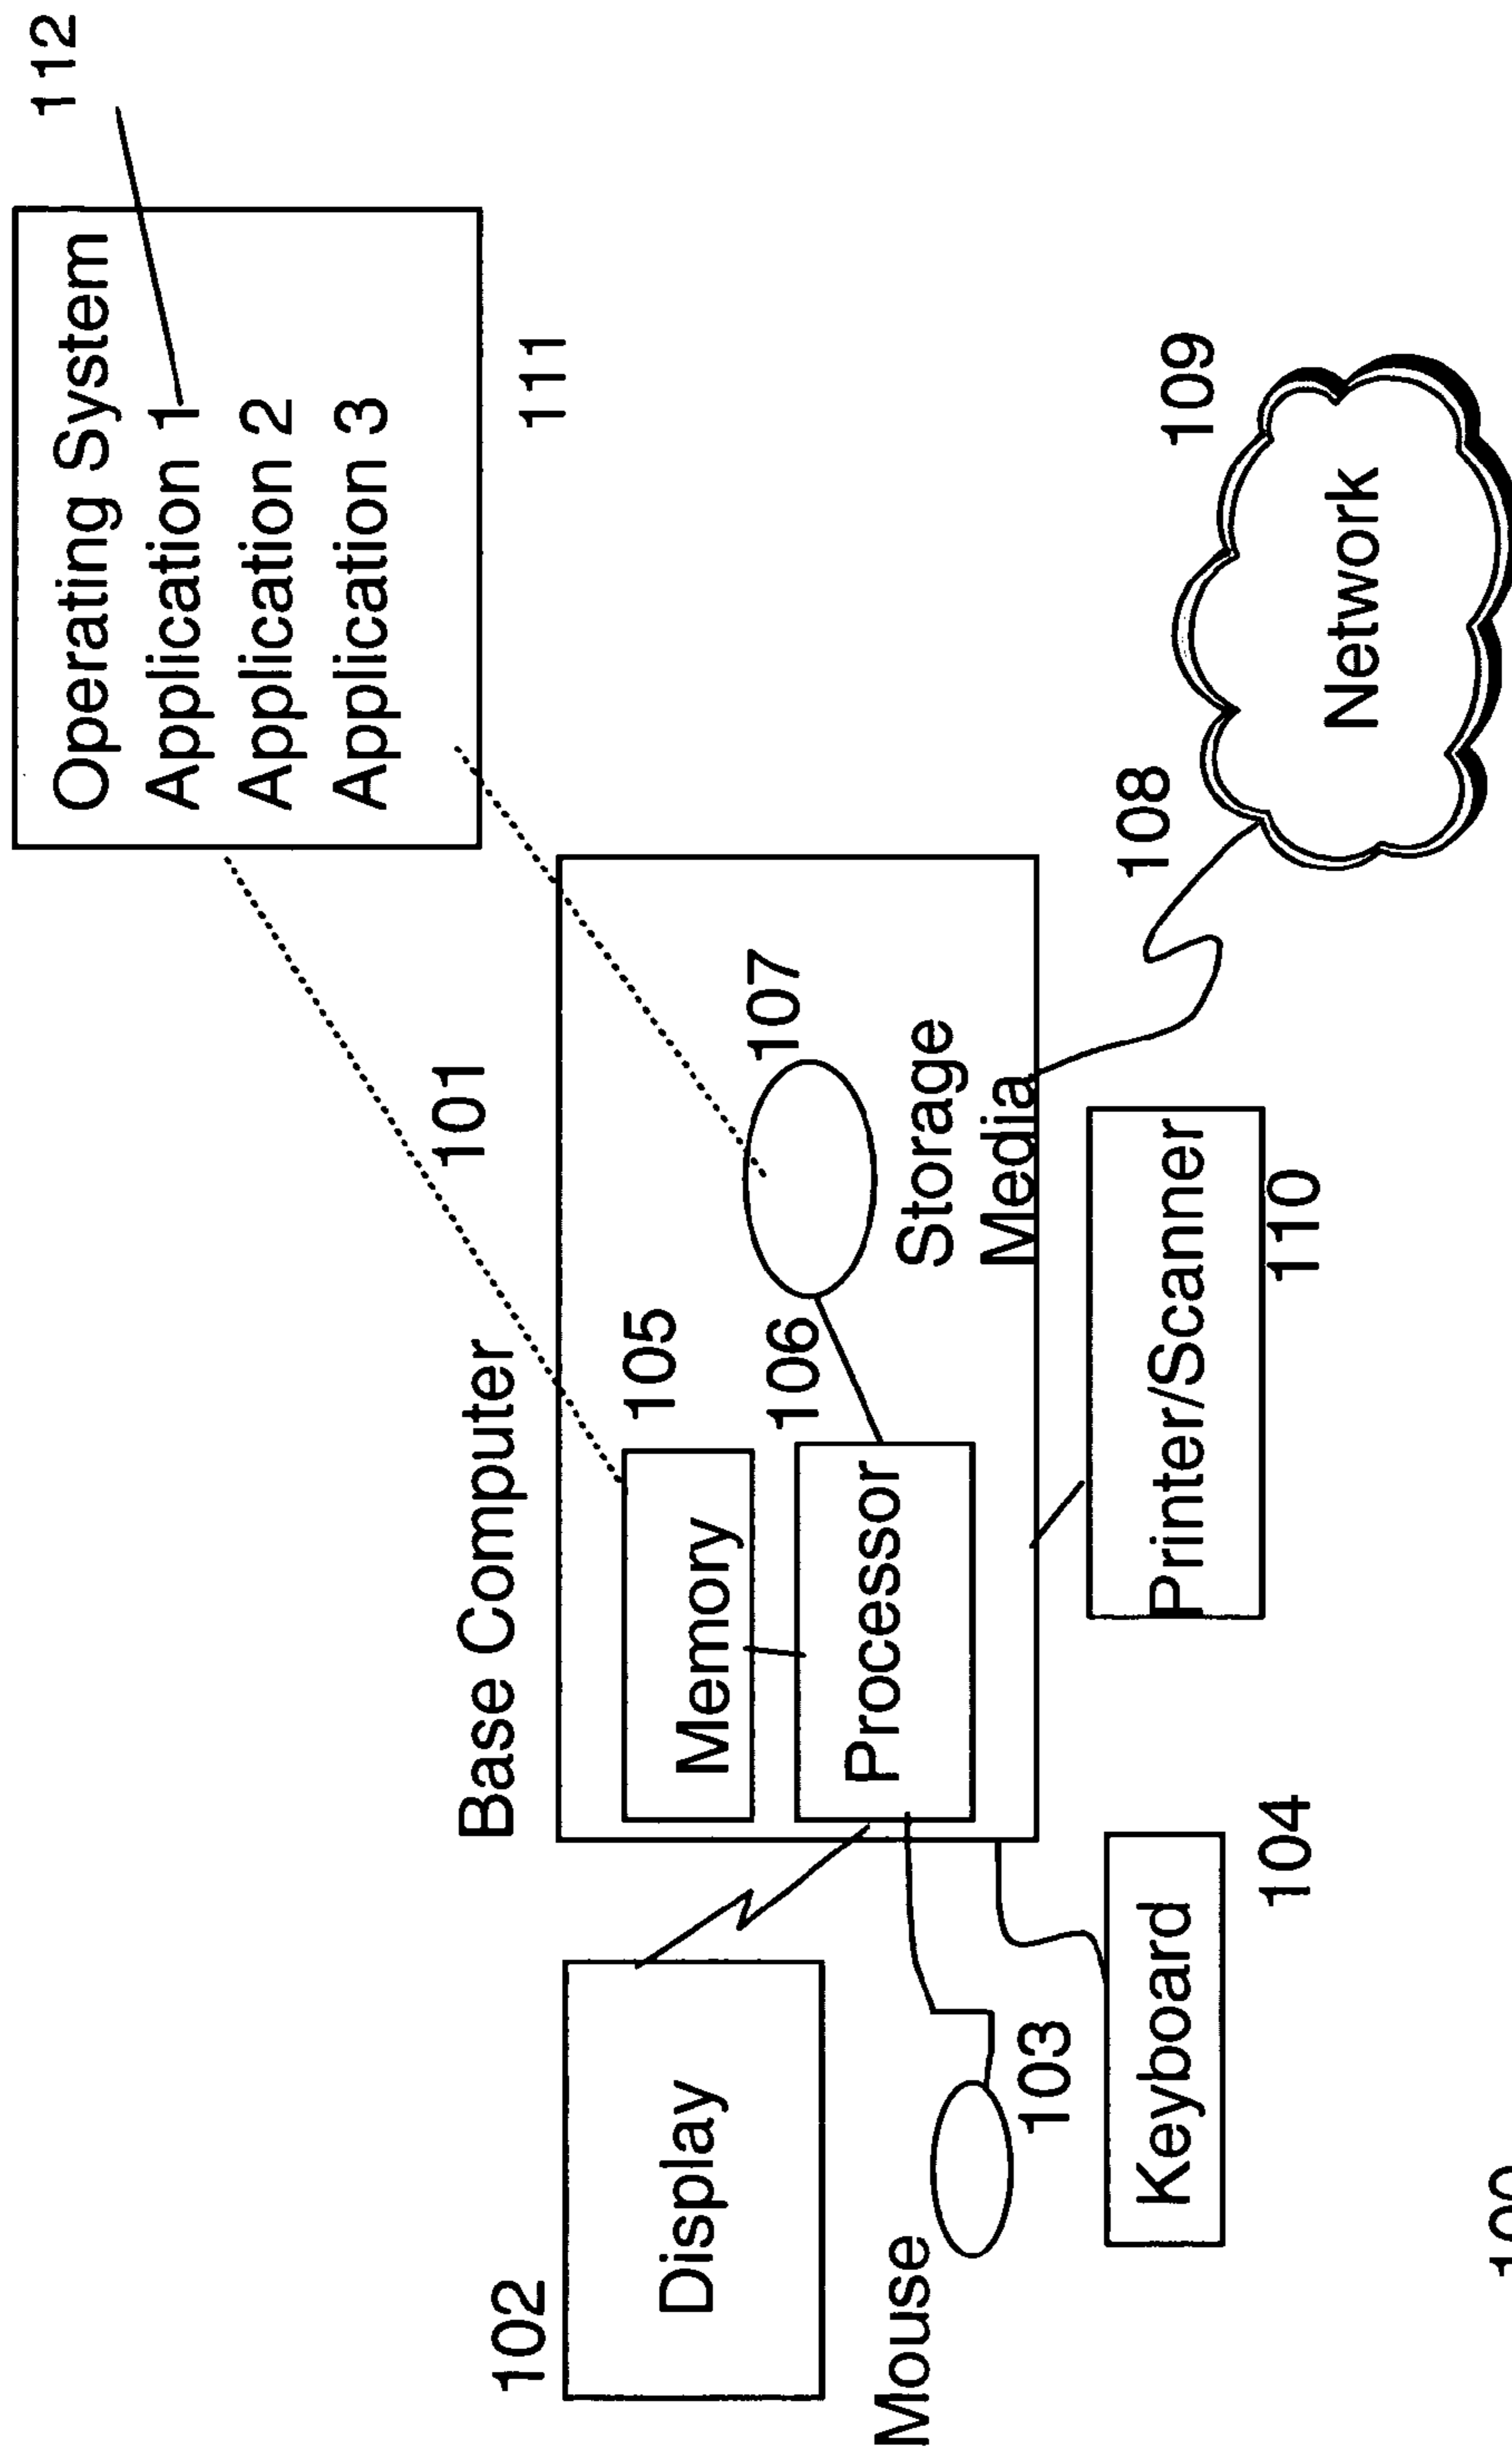 112
Operating System
Application 1
Application 2
Application 3
111
101
Base Computer
102
Display
105
Memory
107
106
Processor
Storage
Media
Mouse
103
108
109
Keyboard
104
Printer/Scanner
110
Network
100